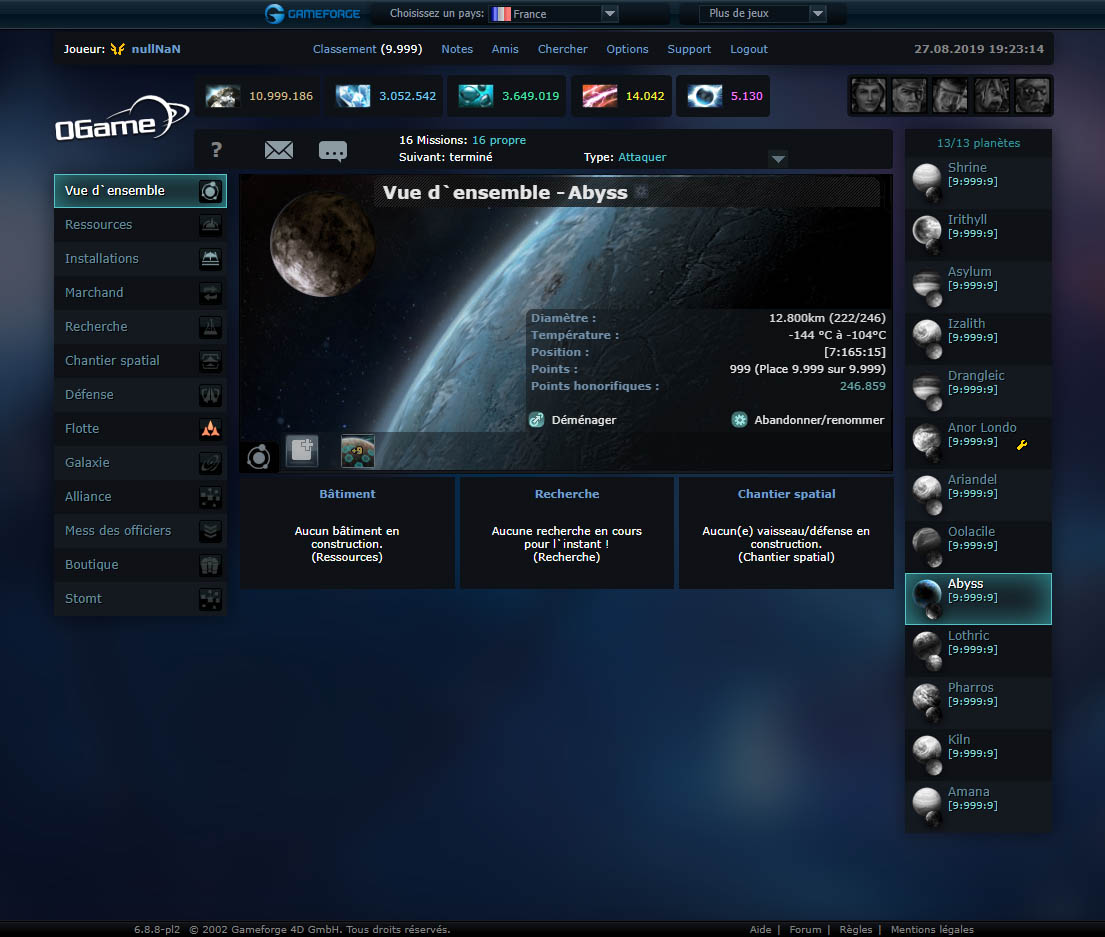 GAMEFORGE Choisissez un pays: France Plus de jeux
Joueur: nullNaN Classement (9.999) Notes Amis Chercher Options Support Logout 27.08.2019 19:23:14
OGame
10.999.186 3.052.542 3.649.019 14.042 5.130
? 16 Missions: 16 propre
Suivant: terminé Type: Attaquer
Vue d`ensemble
Ressources
Installations
Marchand
Recherche
Chantier spatial
Défense
Flotte
Galaxie
Alliance
Mess des officiers
Boutique
Stomt
Vue d`ensemble - Abyss
Diamètre : 12.800km (222/246)
Température : -144 °C à -104°C
Position : [7:165:15]
Points : 999 (Place 9.999 sur 9.999)
Points honorifiques : 246.859
Déménager Abandonner/renommer
+9
Bâtiment
Aucun bâtiment en
construction.
(Ressources)
Recherche
Aucune recherche en cours
pour l`instant !
(Recherche)
Chantier spatial
Aucun(e) vaisseau/défense en
construction.
(Chantier spatial)
13/13 planètes
Shrine
[9:999:9]
Irithyll
[9:999:9]
Asylum
[9:999:9]
Izalith
[9:999:9]
Drangleic
[9:999:9]
Anor Londo
[9:999:9]
Ariandel
[9:999:9]
Oolacile
[9:999:9]
Abyss
[9:999:9]
Lothric
[9:999:9]
Pharros
[9:999:9]
Kiln
[9:999:9]
Amana
[9:999:9]
6.8.8-pl2 © 2002 Gameforge 4D GmbH. Tous droits réservés. Aide | Forum | Règles | Mentions légales